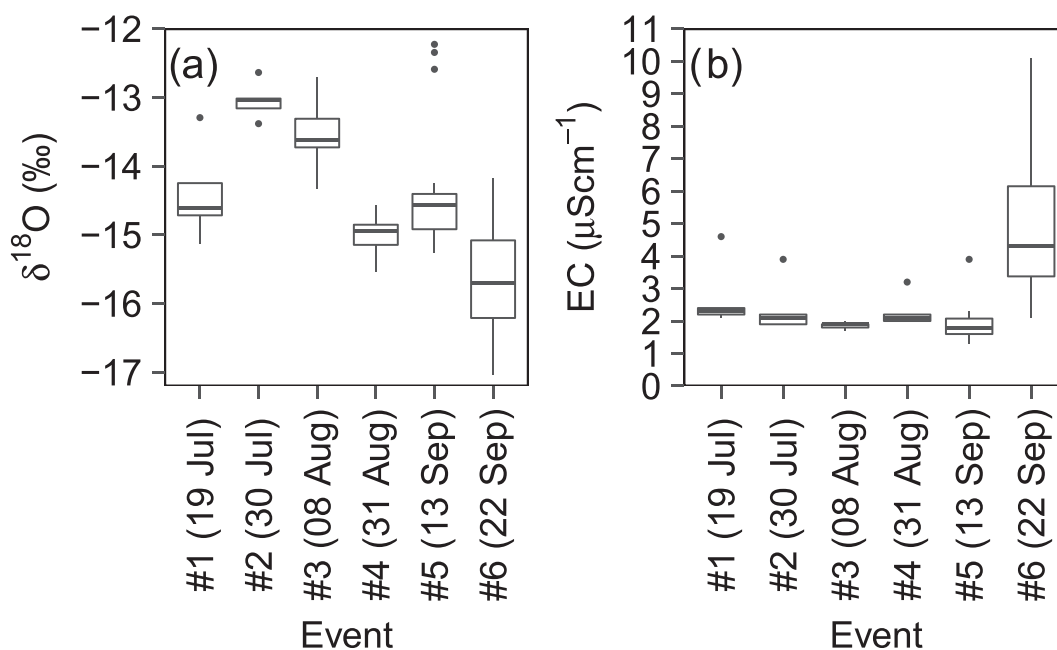 (a)
δ¹⁸O (‰)
−12
−13
−14
−15
−16
−17
#1 (19 Jul)
#2 (30 Jul)
#3 (08 Aug)
#4 (31 Aug)
#5 (13 Sep)
#6 (22 Sep)
Event
(b)
EC (μScm⁻¹)
11
10
9
8
7
6
5
4
3
2
1
0
#1 (19 Jul)
#2 (30 Jul)
#3 (08 Aug)
#4 (31 Aug)
#5 (13 Sep)
#6 (22 Sep)
Event